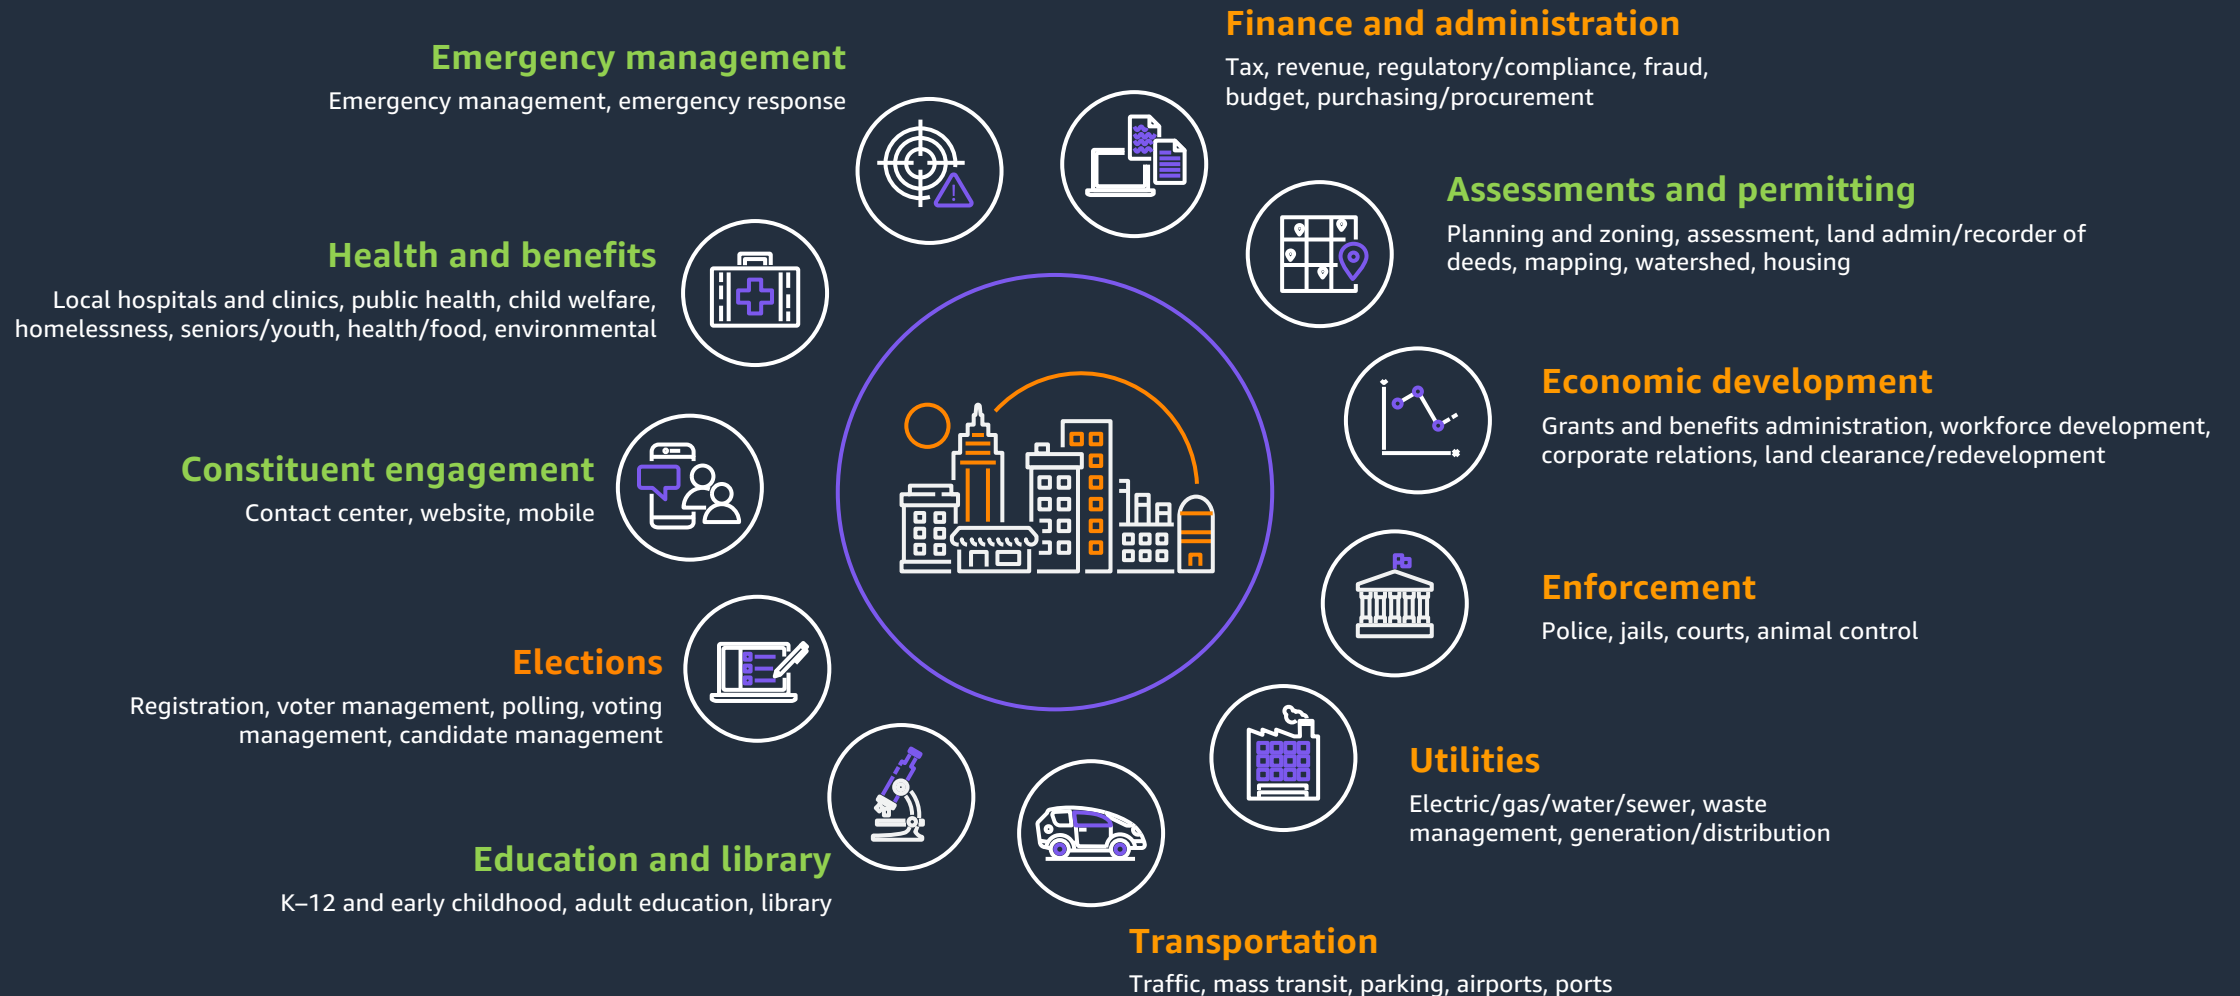 Emergency management
Emergency management, emergency response
Finance and administration
Tax, revenue, regulatory/compliance, fraud,
budget, purchasing/procurement
Assessments and permitting
Planning and zoning, assessment, land admin/recorder of
deeds, mapping, watershed, housing
Health and benefits
Local hospitals and clinics, public health, child welfare,
homelessness, seniors/youth, health/food, environmental
Economic development
Grants and benefits administration, workforce development,
corporate relations, land clearance/redevelopment
Constituent engagement
Contact center, website, mobile
Enforcement
Police, jails, courts, animal control
Elections
Registration, voter management, polling, voting
management, candidate management
Utilities
Electric/gas/water/sewer, waste
management, generation/distribution
Education and library
K–12 and early childhood, adult education, library
Transportation
Traffic, mass transit, parking, airports, ports